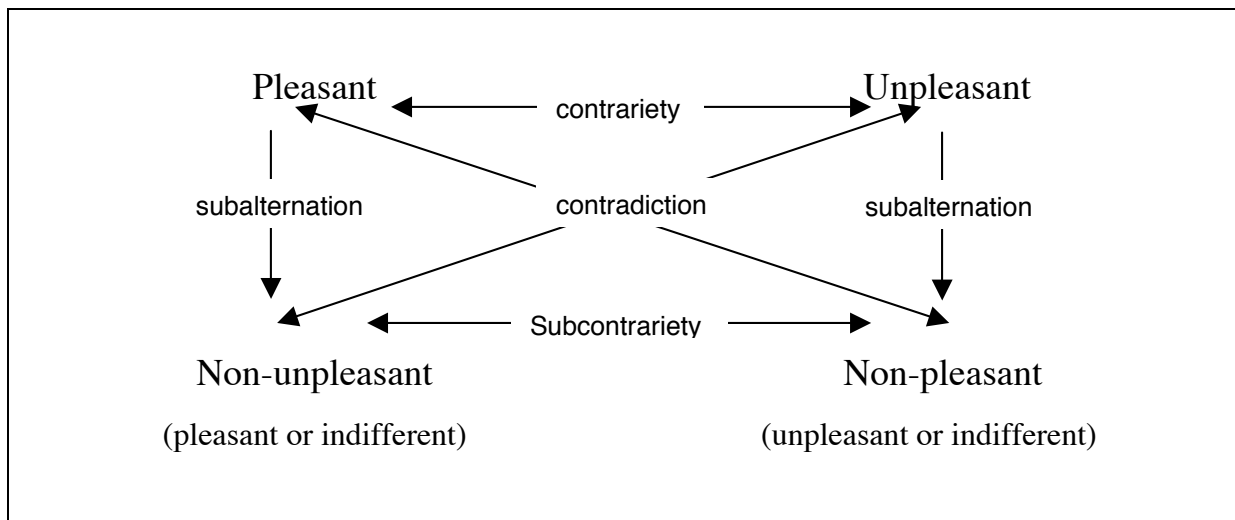 Pleasant Unpleasant
contrariety
subalternation contradiction subalternation
Subcontrariety
Non-unpleasant Non-pleasant
(pleasant or indifferent) (unpleasant or indifferent)